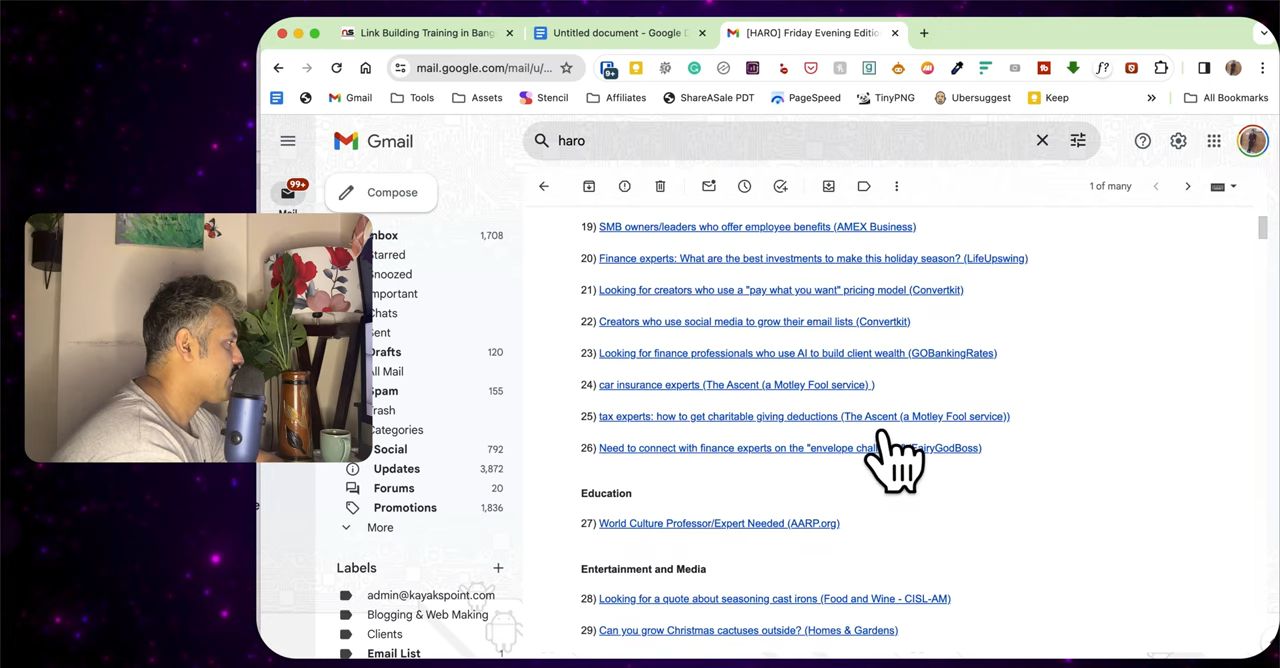 Link Building Training in Bang
Untitled document - Google D
[HARO] Friday Evening Editio
mail.google.com/mail/u/...
9+
Gmail
Tools
Assets
Stencil
Affiliates
ShareASale PDT
PageSpeed
TinyPNG
Ubersuggest
Keep
All Bookmarks
Gmail
haro
99+
Mail
Compose
1 of many
nbox 1,708
Starred
Snoozed
mportant
Chats
Sent
Drafts 120
All Mail
Spam 155
Trash
Categories
Social 792
Updates 3,872
Forums 20
Promotions 1,836
More
Labels
admin@kayakspoint.com
Blogging & Web Making
Clients
Email List 1
19) SMB owners/leaders who offer employee benefits (AMEX Business)
20) Finance experts: What are the best investments to make this holiday season? (LifeUpswing)
21) Looking for creators who use a "pay what you want" pricing model (Convertkit)
22) Creators who use social media to grow their email lists (Convertkit)
23) Looking for finance professionals who use AI to build client wealth (GOBankingRates)
24) car insurance experts (The Ascent (a Motley Fool service) )
25) tax experts: how to get charitable giving deductions (The Ascent (a Motley Fool service))
26) Need to connect with finance experts on the "envelope chal FairyGodBoss)
Education
27) World Culture Professor/Expert Needed (AARP.org)
Entertainment and Media
28) Looking for a quote about seasoning cast irons (Food and Wine - CISL-AM)
29) Can you grow Christmas cactuses outside? (Homes & Gardens)